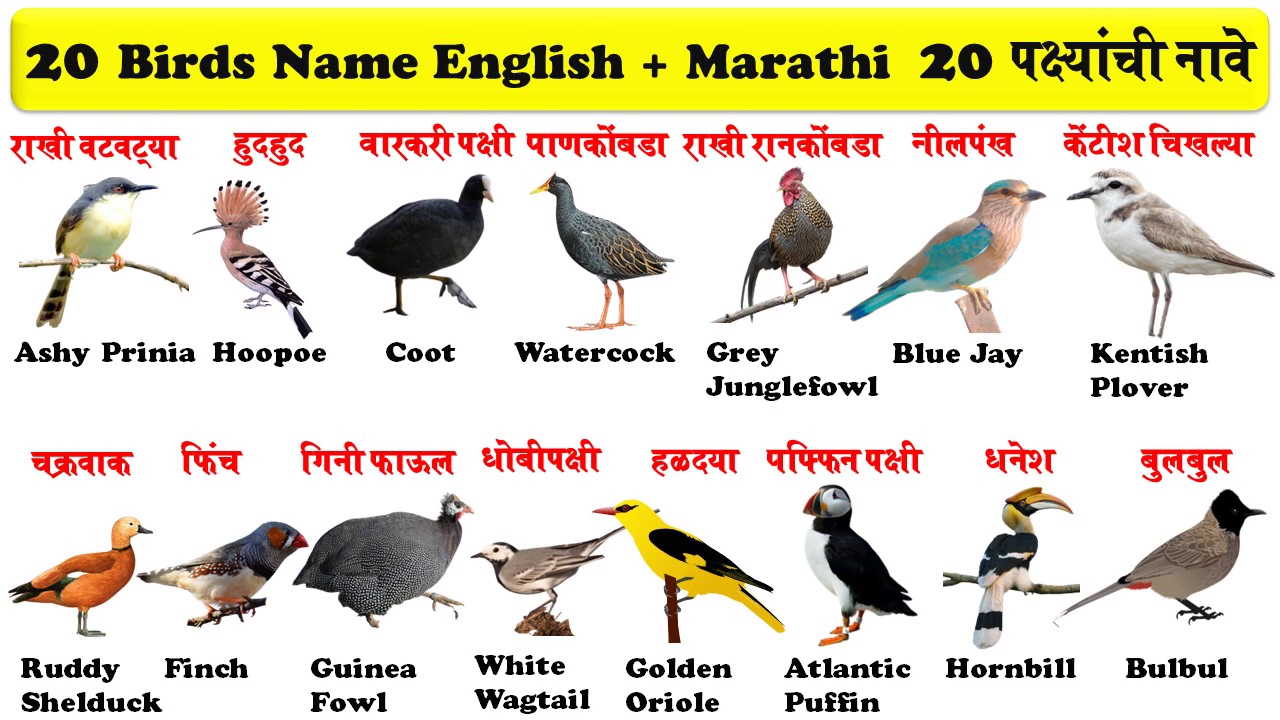 20 Birds Name English + Marathi 20 पक्ष्यांची नावे
राखी वटवट्या हुदहुद वारकरी पक्षी पाणकोंबडा राखी रानकोंबडा नीलपंख केंटीश चिखल्या
Ashy Prinia Hoopoe Coot Watercock Grey Junglefowl Blue Jay Kentish Plover
चक्रवाक फिंच गिनी फाऊल धोबीपक्षी हळदया पफ्फिन पक्षी धनेश बुलबुल
Ruddy Shelduck Finch Guinea Fowl White Wagtail Golden Oriole Atlantic Puffin Hornbill Bulbul